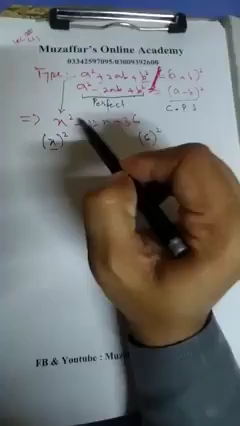 Muzaffar's Online Academy
03342597095/03009392600
Type:- a² + 2ab + b² = (a + b)²
a² - 2ab + b² = (a-b)²
Perfect
C.P.S
⇒ x²
(x)² (6)²
FB & Youtube : Muza